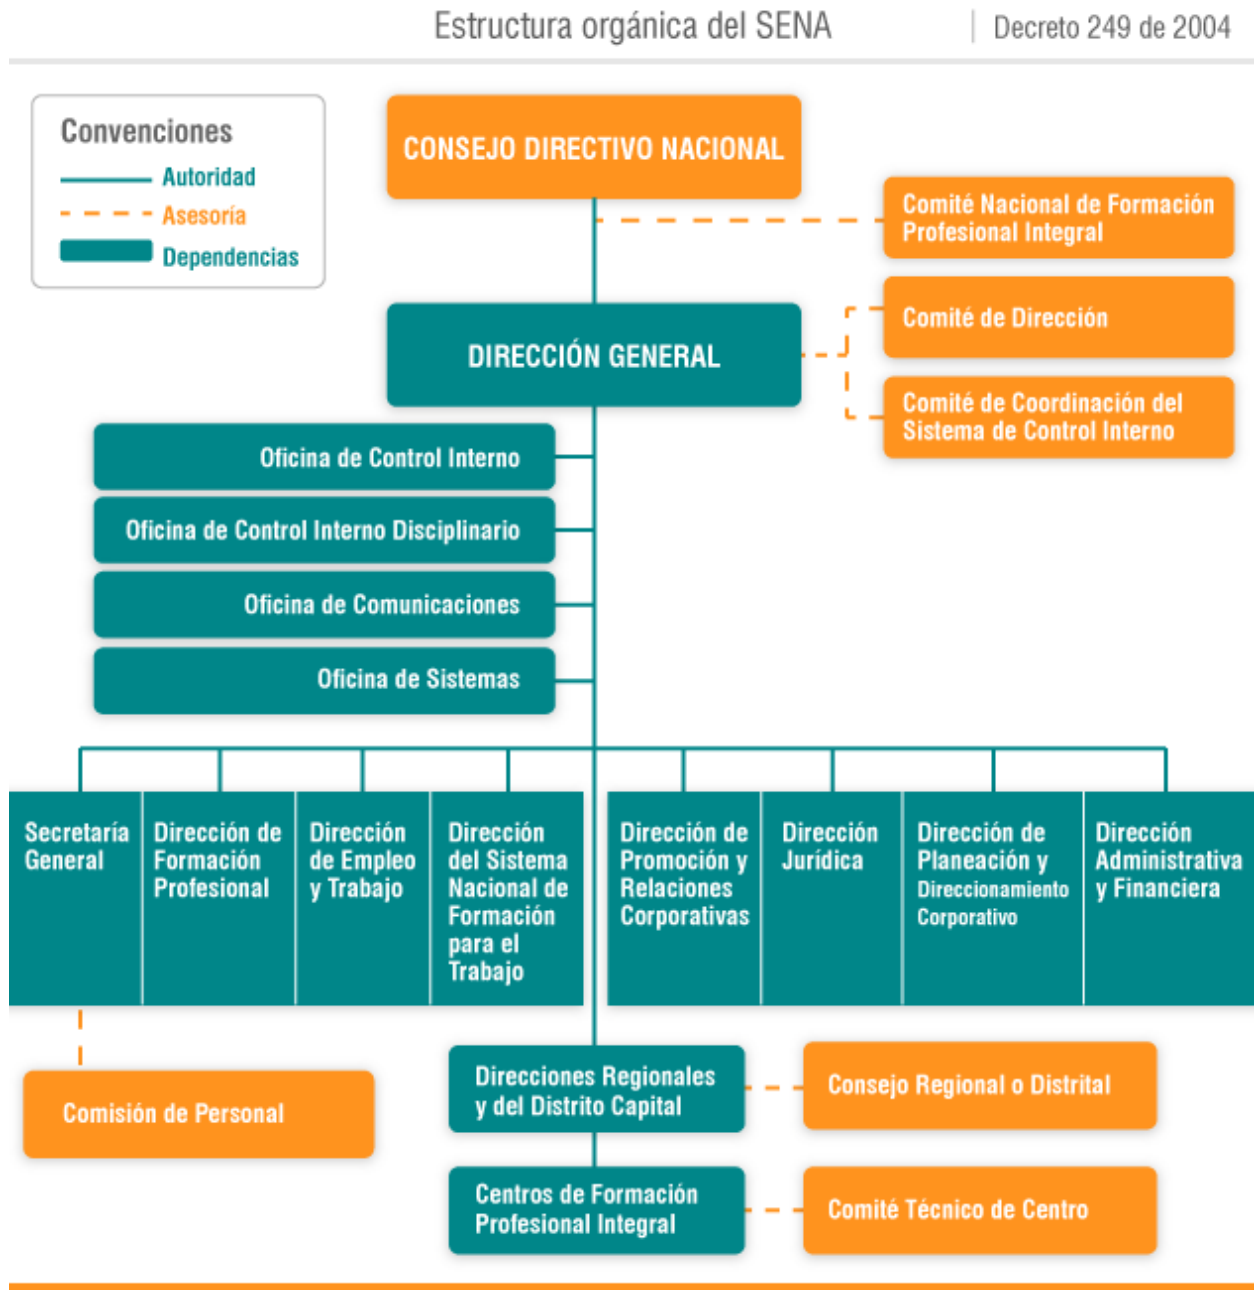 Estructura orgánica del SENA
Decreto 249 de 2004
Convenciones
Autoridad
Asesoría
Dependencias
CONSEJO DIRECTIVO NACIONAL
Comité Nacional de Formación
Profesional Integral
DIRECCIÓN GENERAL
Comité de Dirección
Comité de Coordinación del
Sistema de Control Interno
Oficina de Control Interno
Oficina de Control Interno Disciplinario
Oficina de Comunicaciones
Oficina de Sistemas
Secretaría
General
Dirección de
Formación
Profesional
Dirección
de Empleo
y Trabajo
Dirección
del Sistema
Nacional de
Formación
para el
Trabajo
Dirección de
Promoción y
Relaciones
Corporativas
Dirección
Jurídica
Dirección de
Planeación y
Direccionamiento
Corporativo
Dirección
Administrativa
y Financiera
Comisión de Personal
Direcciones Regionales
y del Distrito Capital
Consejo Regional o Distrital
Centros de Formación
Profesional Integral
Comité Técnico de Centro